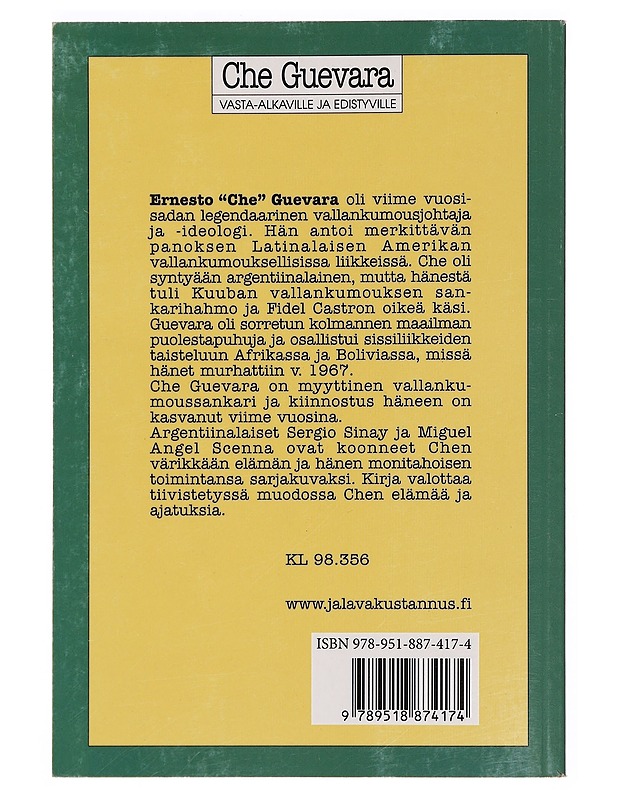 Che Guevara
VASTA-ALKAVILLE JA EDISTYVILLE
Ernesto "Che" Guevara oli viime vuosi-
sadan legendaarinen vallankumousjohtaja
ja -ideologi. Hän antoi merkittävän
panoksen Latinalaisen Amerikan
vallankumouksellisissa liikkeissä. Che oli
syntyään argentiinalainen, mutta hänestä
tuli Kuuban vallankumouksen san-
karihahmo ja Fidel Castron oikeä käsi.
Guevara oli sorretun kolmannen maailman
puolestapuhuja ja osallistui sissiliikkeiden
taisteluun Afrikassa ja Boliviassa, missä
hänet murhattiin v. 1967.
Che Guevara on myyttinen vallanku-
moussankari ja kiinnostus häneen on
kasvanut viime vuosina.
Argentiinalaiset Sergio Sinay ja Miguel
Angel Scenna ovat koonneet Chen
värikkään elämän ja hänen monitahoisen
toimintansa sarjakuvaksi. Kirja valottaa
tiivistetyssä muodossa Chen elämää ja
ajatuksia.
KL 98.356
www.jalavakustannus.fi
ISBN 978-951-887-417-4
9 789518 874174